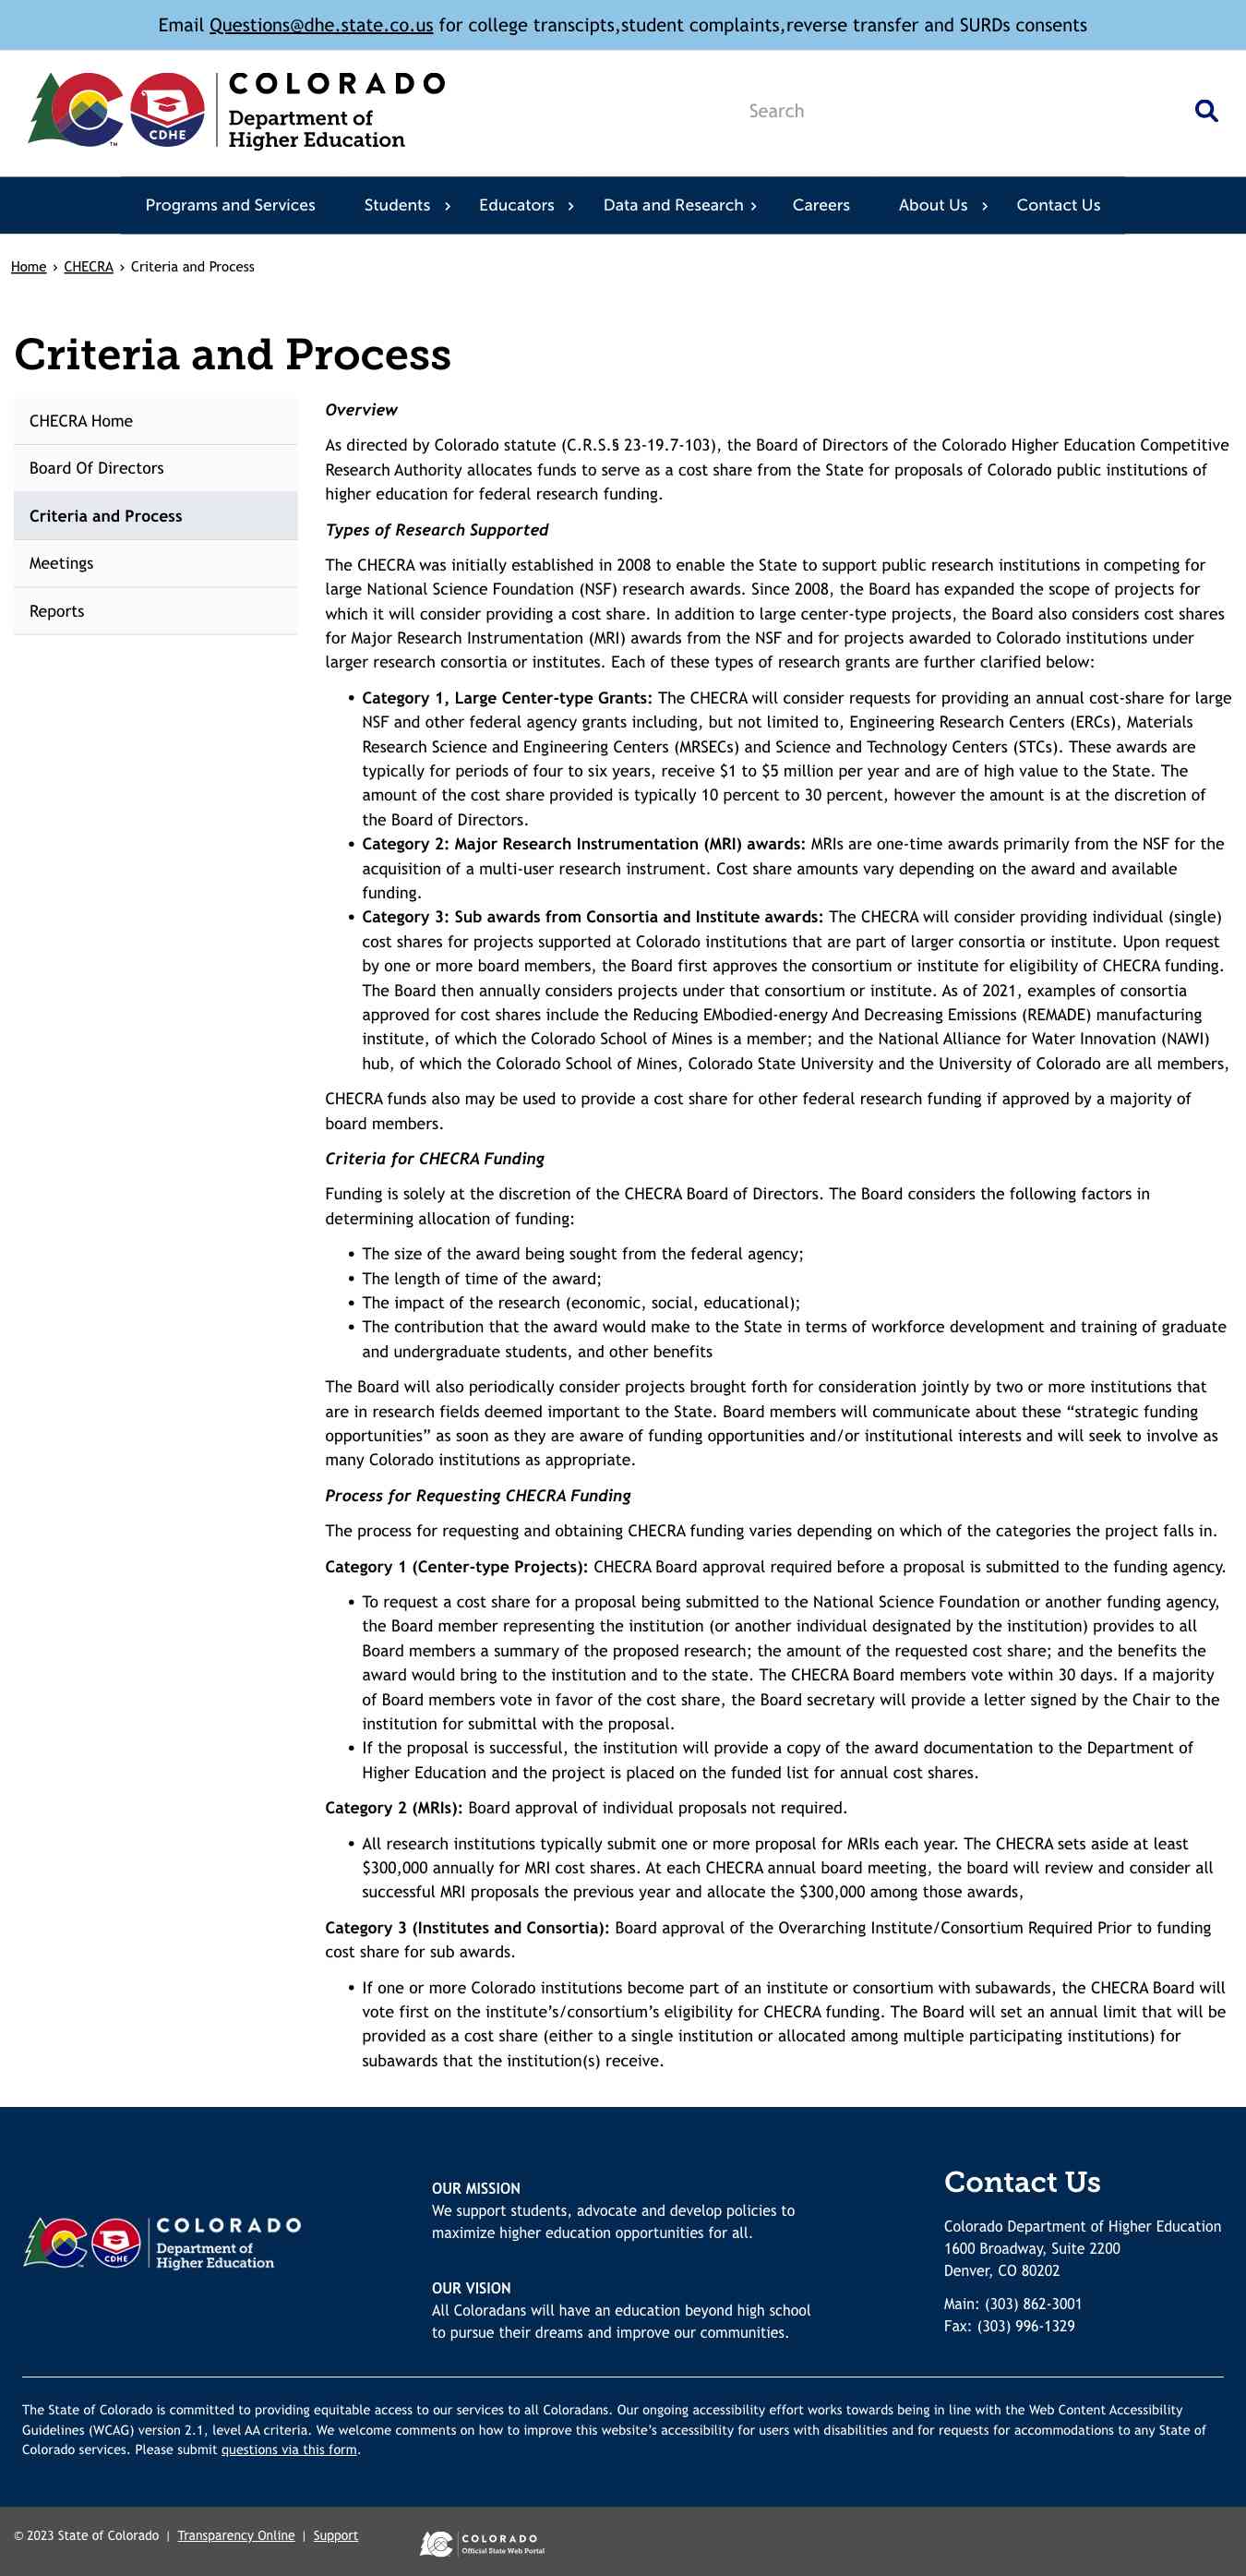 Email Questions@dhe.state.co.us for college transcipts,student complaints,reverse transfer and SURDs consents
CDHE
TM
COLORADO
Department of
Higher Education
Search
Programs and Services Students Educators Data and Research Careers About Us Contact Us
Home › CHECRA › Criteria and Process
Criteria and Process
CHECRA Home
Board Of Directors
Criteria and Process
Meetings
Reports
Overview
As directed by Colorado statute (C.R.S.§ 23-19.7-103), the Board of Directors of the Colorado Higher Education Competitive
Research Authority allocates funds to serve as a cost share from the State for proposals of Colorado public institutions of
higher education for federal research funding.
Types of Research Supported
The CHECRA was initially established in 2008 to enable the State to support public research institutions in competing for
large National Science Foundation (NSF) research awards. Since 2008, the Board has expanded the scope of projects for
which it will consider providing a cost share. In addition to large center-type projects, the Board also considers cost shares
for Major Research Instrumentation (MRI) awards from the NSF and for projects awarded to Colorado institutions under
larger research consortia or institutes. Each of these types of research grants are further clarified below:
• Category 1, Large Center-type Grants: The CHECRA will consider requests for providing an annual cost-share for large
NSF and other federal agency grants including, but not limited to, Engineering Research Centers (ERCs), Materials
Research Science and Engineering Centers (MRSECs) and Science and Technology Centers (STCs). These awards are
typically for periods of four to six years, receive $1 to $5 million per year and are of high value to the State. The
amount of the cost share provided is typically 10 percent to 30 percent, however the amount is at the discretion of
the Board of Directors.
• Category 2: Major Research Instrumentation (MRI) awards: MRIs are one-time awards primarily from the NSF for the
acquisition of a multi-user research instrument. Cost share amounts vary depending on the award and available
funding.
• Category 3: Sub awards from Consortia and Institute awards: The CHECRA will consider providing individual (single)
cost shares for projects supported at Colorado institutions that are part of larger consortia or institute. Upon request
by one or more board members, the Board first approves the consortium or institute for eligibility of CHECRA funding.
The Board then annually considers projects under that consortium or institute. As of 2021, examples of consortia
approved for cost shares include the Reducing EMbodied-energy And Decreasing Emissions (REMADE) manufacturing
institute, of which the Colorado School of Mines is a member; and the National Alliance for Water Innovation (NAWI)
hub, of which the Colorado School of Mines, Colorado State University and the University of Colorado are all members,
CHECRA funds also may be used to provide a cost share for other federal research funding if approved by a majority of
board members.
Criteria for CHECRA Funding
Funding is solely at the discretion of the CHECRA Board of Directors. The Board considers the following factors in
determining allocation of funding:
• The size of the award being sought from the federal agency;
• The length of time of the award;
• The impact of the research (economic, social, educational);
• The contribution that the award would make to the State in terms of workforce development and training of graduate
and undergraduate students, and other benefits
The Board will also periodically consider projects brought forth for consideration jointly by two or more institutions that
are in research fields deemed important to the State. Board members will communicate about these “strategic funding
opportunities” as soon as they are aware of funding opportunities and/or institutional interests and will seek to involve as
many Colorado institutions as appropriate.
Process for Requesting CHECRA Funding
The process for requesting and obtaining CHECRA funding varies depending on which of the categories the project falls in.
Category 1 (Center-type Projects): CHECRA Board approval required before a proposal is submitted to the funding agency.
• To request a cost share for a proposal being submitted to the National Science Foundation or another funding agency,
the Board member representing the institution (or another individual designated by the institution) provides to all
Board members a summary of the proposed research; the amount of the requested cost share; and the benefits the
award would bring to the institution and to the state. The CHECRA Board members vote within 30 days. If a majority
of Board members vote in favor of the cost share, the Board secretary will provide a letter signed by the Chair to the
institution for submittal with the proposal.
• If the proposal is successful, the institution will provide a copy of the award documentation to the Department of
Higher Education and the project is placed on the funded list for annual cost shares.
Category 2 (MRIs): Board approval of individual proposals not required.
• All research institutions typically submit one or more proposal for MRIs each year. The CHECRA sets aside at least
$300,000 annually for MRI cost shares. At each CHECRA annual board meeting, the board will review and consider all
successful MRI proposals the previous year and allocate the $300,000 among those awards,
Category 3 (Institutes and Consortia): Board approval of the Overarching Institute/Consortium Required Prior to funding
cost share for sub awards.
• If one or more Colorado institutions become part of an institute or consortium with subawards, the CHECRA Board will
vote first on the institute’s/consortium’s eligibility for CHECRA funding. The Board will set an annual limit that will be
provided as a cost share (either to a single institution or allocated among multiple participating institutions) for
subawards that the institution(s) receive.
CDHE
COLORADO
Department of
Higher Education
OUR MISSION
We support students, advocate and develop policies to
maximize higher education opportunities for all.
OUR VISION
All Coloradans will have an education beyond high school
to pursue their dreams and improve our communities.
Contact Us
Colorado Department of Higher Education
1600 Broadway, Suite 2200
Denver, CO 80202
Main: (303) 862-3001
Fax: (303) 996-1329
The State of Colorado is committed to providing equitable access to our services to all Coloradans. Our ongoing accessibility effort works towards being in line with the Web Content Accessibility
Guidelines (WCAG) version 2.1, level AA criteria. We welcome comments on how to improve this website’s accessibility for users with disabilities and for requests for accommodations to any State of
Colorado services. Please submit questions via this form.
© 2023 State of Colorado | Transparency Online | Support
COLORADO
Official State Web Portal